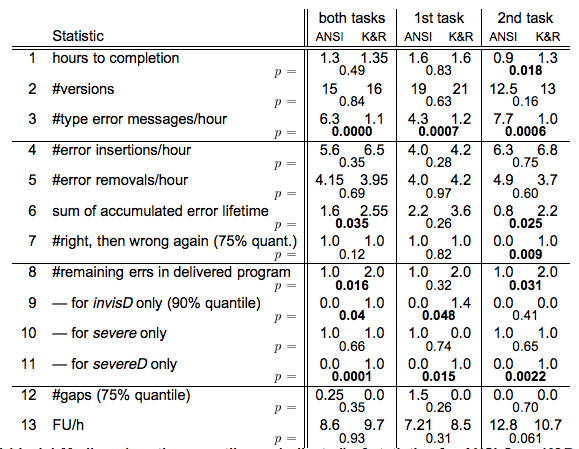 both tasks 1st task 2nd task
Statistic ANSI K&R ANSI K&R ANSI K&R
1 hours to completion 1.3 1.35 1.6 1.6 0.9 1.3
p = 0.49 0.83 0.018
2 #versions 15 16 19 21 12.5 13
p = 0.84 0.63 0.16
3 #type error messages/hour 6.3 1.1 4.3 1.2 7.7 1.0
p = 0.0000 0.0007 0.0006
4 #error insertions/hour 5.6 6.5 4.0 4.2 6.3 6.8
p = 0.35 0.28 0.75
5 #error removals/hour 4.15 3.95 4.0 4.2 4.9 3.7
p = 0.69 0.97 0.60
6 sum of accumulated error lifetime 1.6 2.55 2.2 3.6 0.8 2.2
p = 0.035 0.26 0.025
7 #right, then wrong again (75% quant.) 1.0 1.0 1.0 1.0 0.0 1.0
p = 0.12 0.82 0.009
8 #remaining errs in delivered program 1.0 2.0 1.0 2.0 1.0 2.0
p = 0.016 0.32 0.031
9 — for invisD only (90% quantile) 0.0 1.0 0.0 1.4 0.0 0.0
p = 0.04 0.048 0.41
10 — for severe only 1.0 1.0 1.0 0.0 1.0 1.0
p = 0.66 0.74 0.65
11 — for severeD only 0.0 1.0 0.0 1.0 0.0 1.0
p = 0.0001 0.015 0.0022
12 #gaps (75% quantile) 0.25 0.0 1.5 0.0 0.0 0.0
p = 0.35 0.26 0.70
13 FU/h 8.6 9.7 7.21 8.5 12.8 10.7
p = 0.93 0.31 0.061